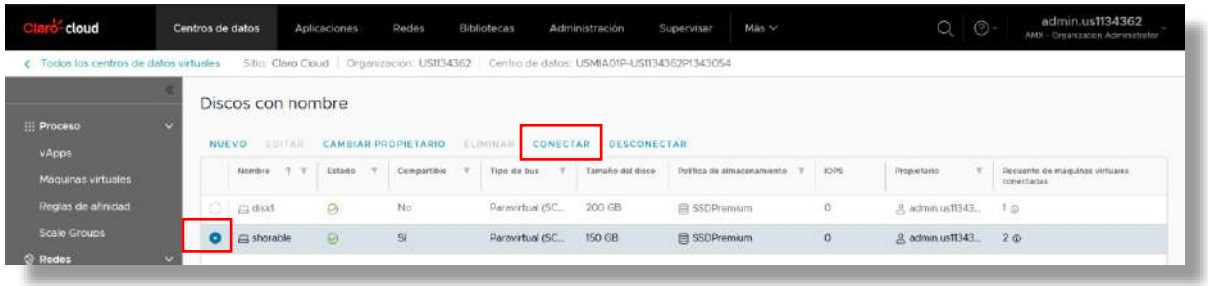 Claro- cloud Centros de datos Aplicaciones Redes Bibliotecas Administración Supervisar Más admin.us1134362
AMX - Organization Administrator
Todos los centros de datos virtuales Sitio: Claro Cloud Organización: US1134362 Centro de datos: USMIA01P-US1134362P1343054
Discos con nombre
Proceso
vApps
Máquinas virtuales
Reglas de afinidad
Scale Groups
Redes
NUEVO EDITAR CAMBIAR PROPIETARIO ELIMINAR CONECTAR DESCONECTAR
Nombre Estado Compartible Tipo de bus Tamaño del disco Política de almacenamiento IOPS Propietario Recuento de máquinas virtuales
conectadas
disk1 No Paravirtual (SC... 200 GB SSDPremium 0 admin.us11343... 1
sharable Sí Paravirtual (SC... 150 GB SSDPremium 0 admin.us11343... 2